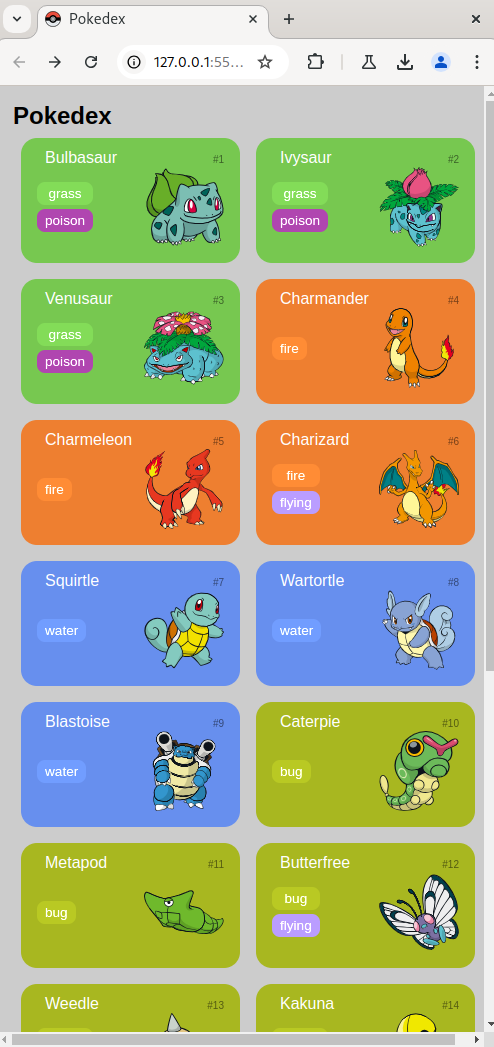 Pokedex
127.0.0.1:55...
Pokedex
Bulbasaur #1
grass
poison
Ivysaur #2
grass
poison
Venusaur #3
grass
poison
Charmander #4
fire
Charmeleon #5
fire
Charizard #6
fire
flying
Squirtle #7
water
Wartortle #8
water
Blastoise #9
water
Caterpie #10
bug
Metapod #11
bug
Butterfree #12
bug
flying
Weedle #13
Kakuna #14